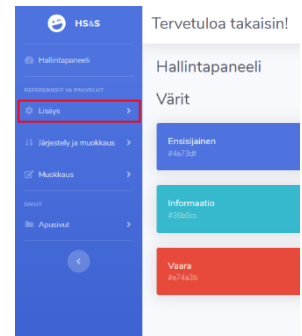 HS&S
Hallintapaneeli
REFERENSSIT JA PALVELUT
Lisäys
Järjestely ja muokkaus
Muokkaus
SIVUT
Apusivut
Tervetuloa takaisin!
Hallintapaneeli
Värit
Ensisijainen
#4e73df
Informaatio
#36b9cc
Vaara
#e74a3b